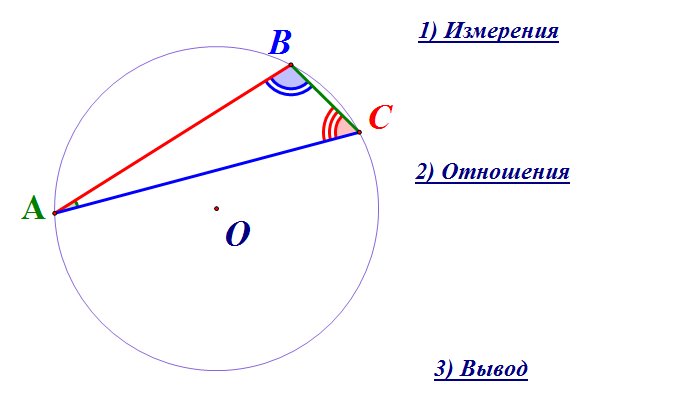 1) Измерения
B
C
2) Отношения
A
O
3) Вывод